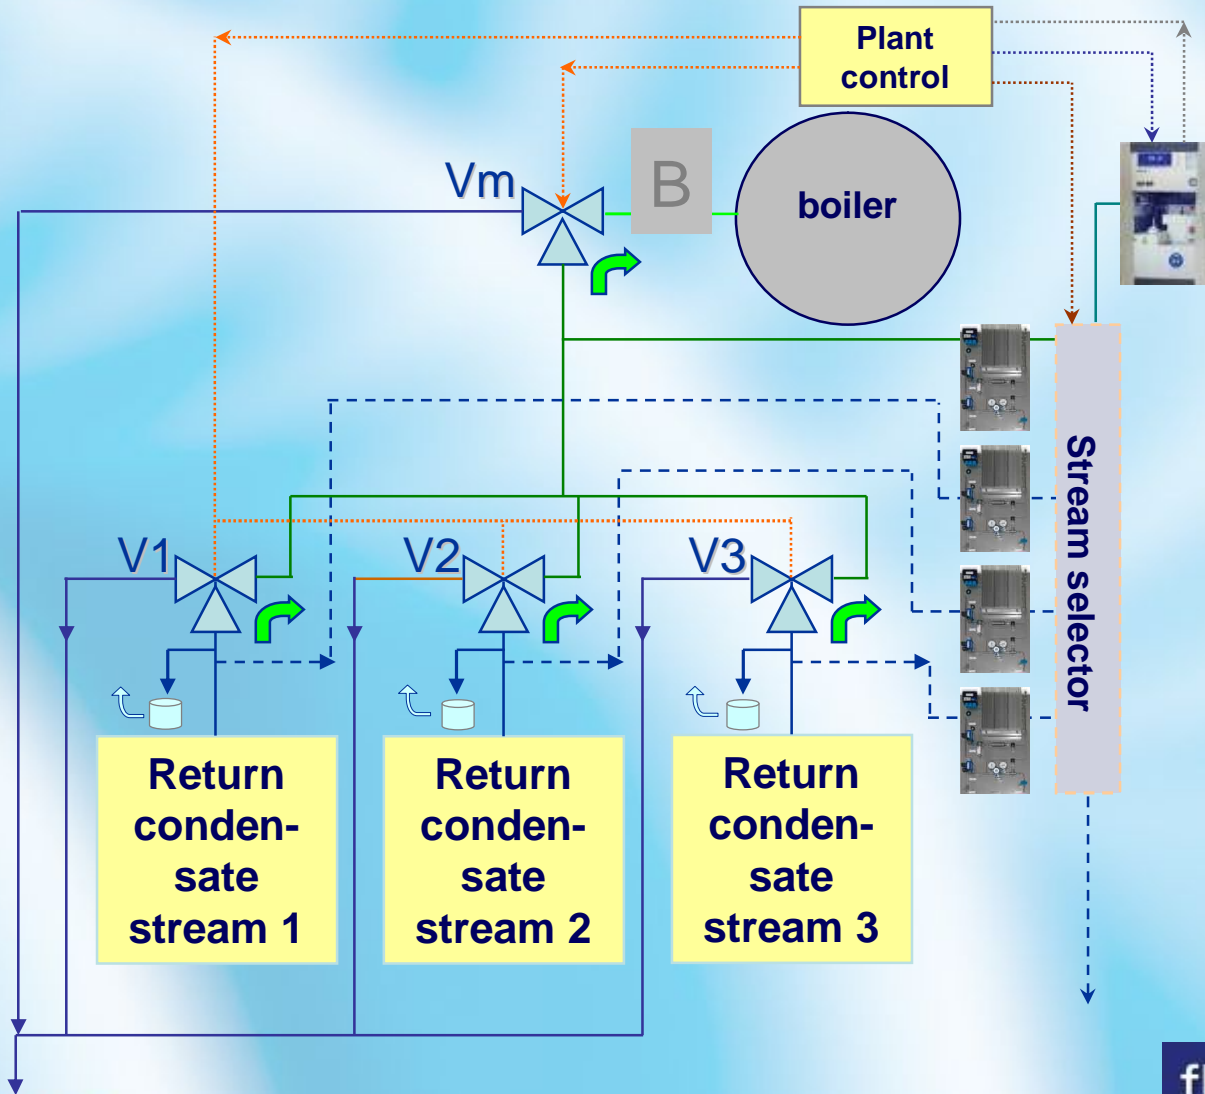 Plant
control
Vm
B
boiler
Stream selector
V1
V2
V3
Return
conden-
sate
stream 1
Return
conden-
sate
stream 2
Return
conden-
sate
stream 3